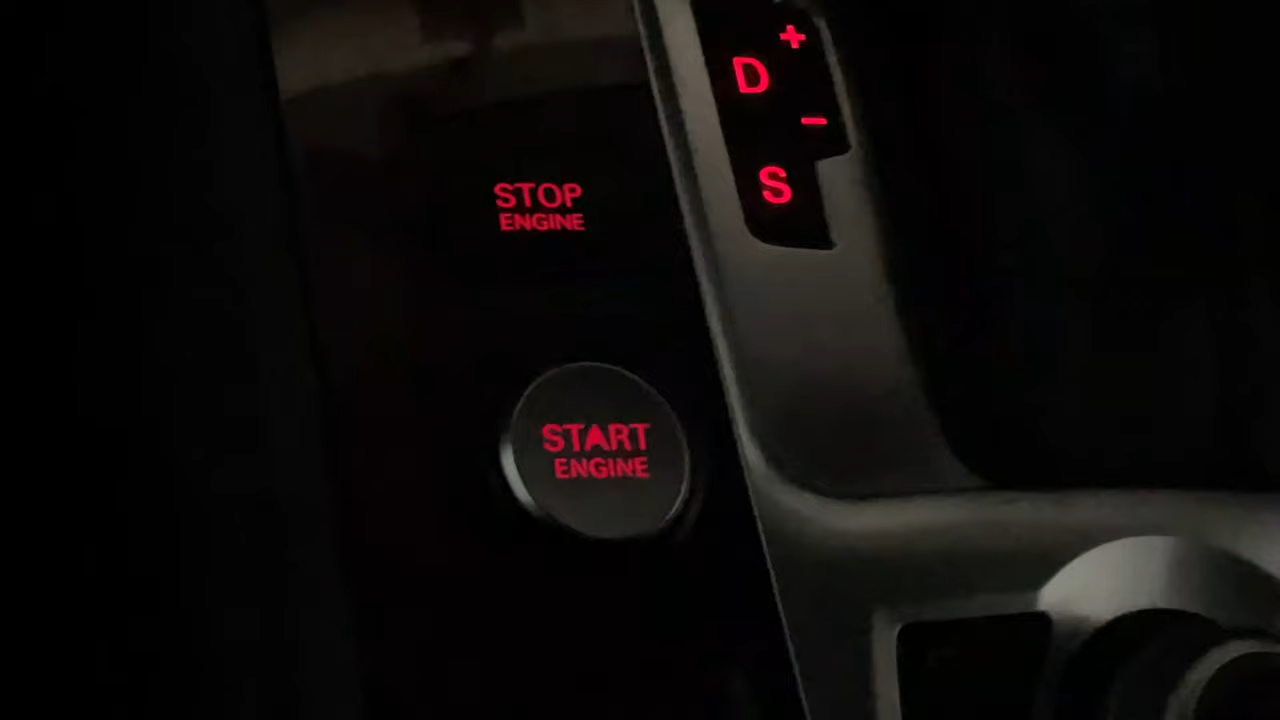 +
D
−
S
STOP
ENGINE
START
ENGINE